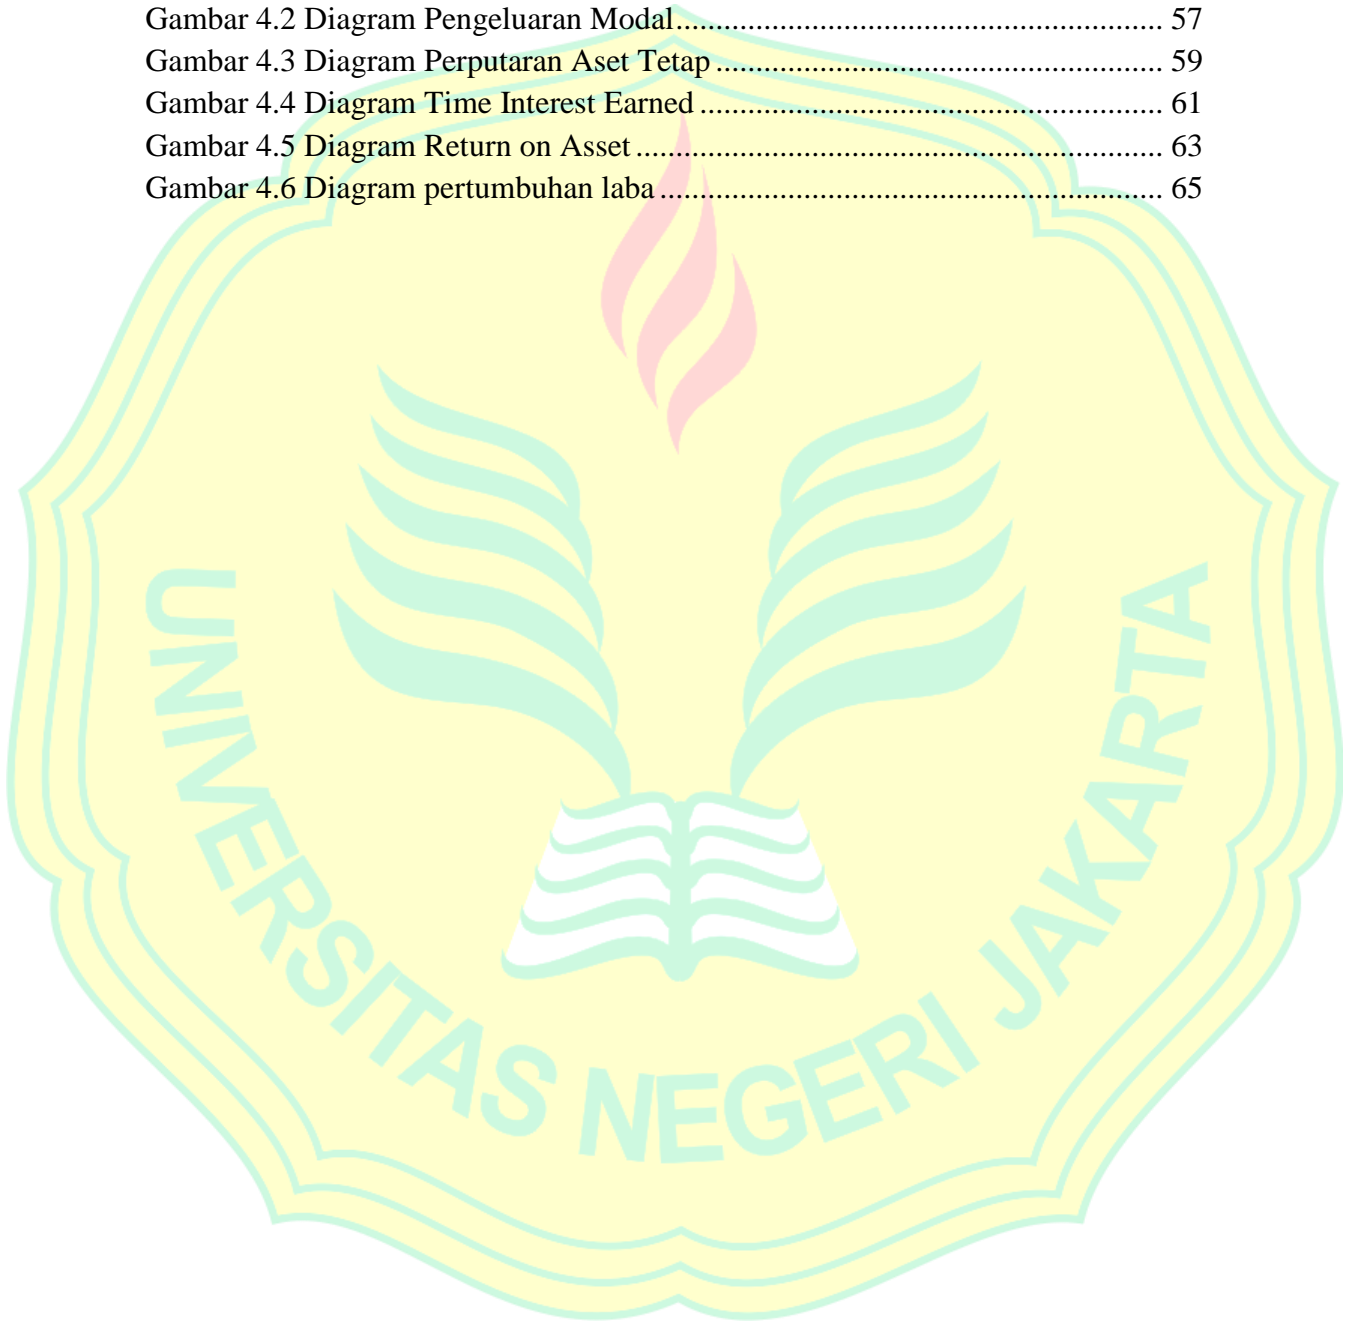 Gambar 4.2 Diagram Pengeluaran Modal............................................................. 57
Gambar 4.3 Diagram Perputaran Aset Tetap........................................................ 59
Gambar 4.4 Diagram Time Interest Earned.......................................................... 61
Gambar 4.5 Diagram Return on Asset.................................................................. 63
Gambar 4.6 Diagram pertumbuhan laba............................................................... 65
UNIVERSITAS NEGERI JAKARTA